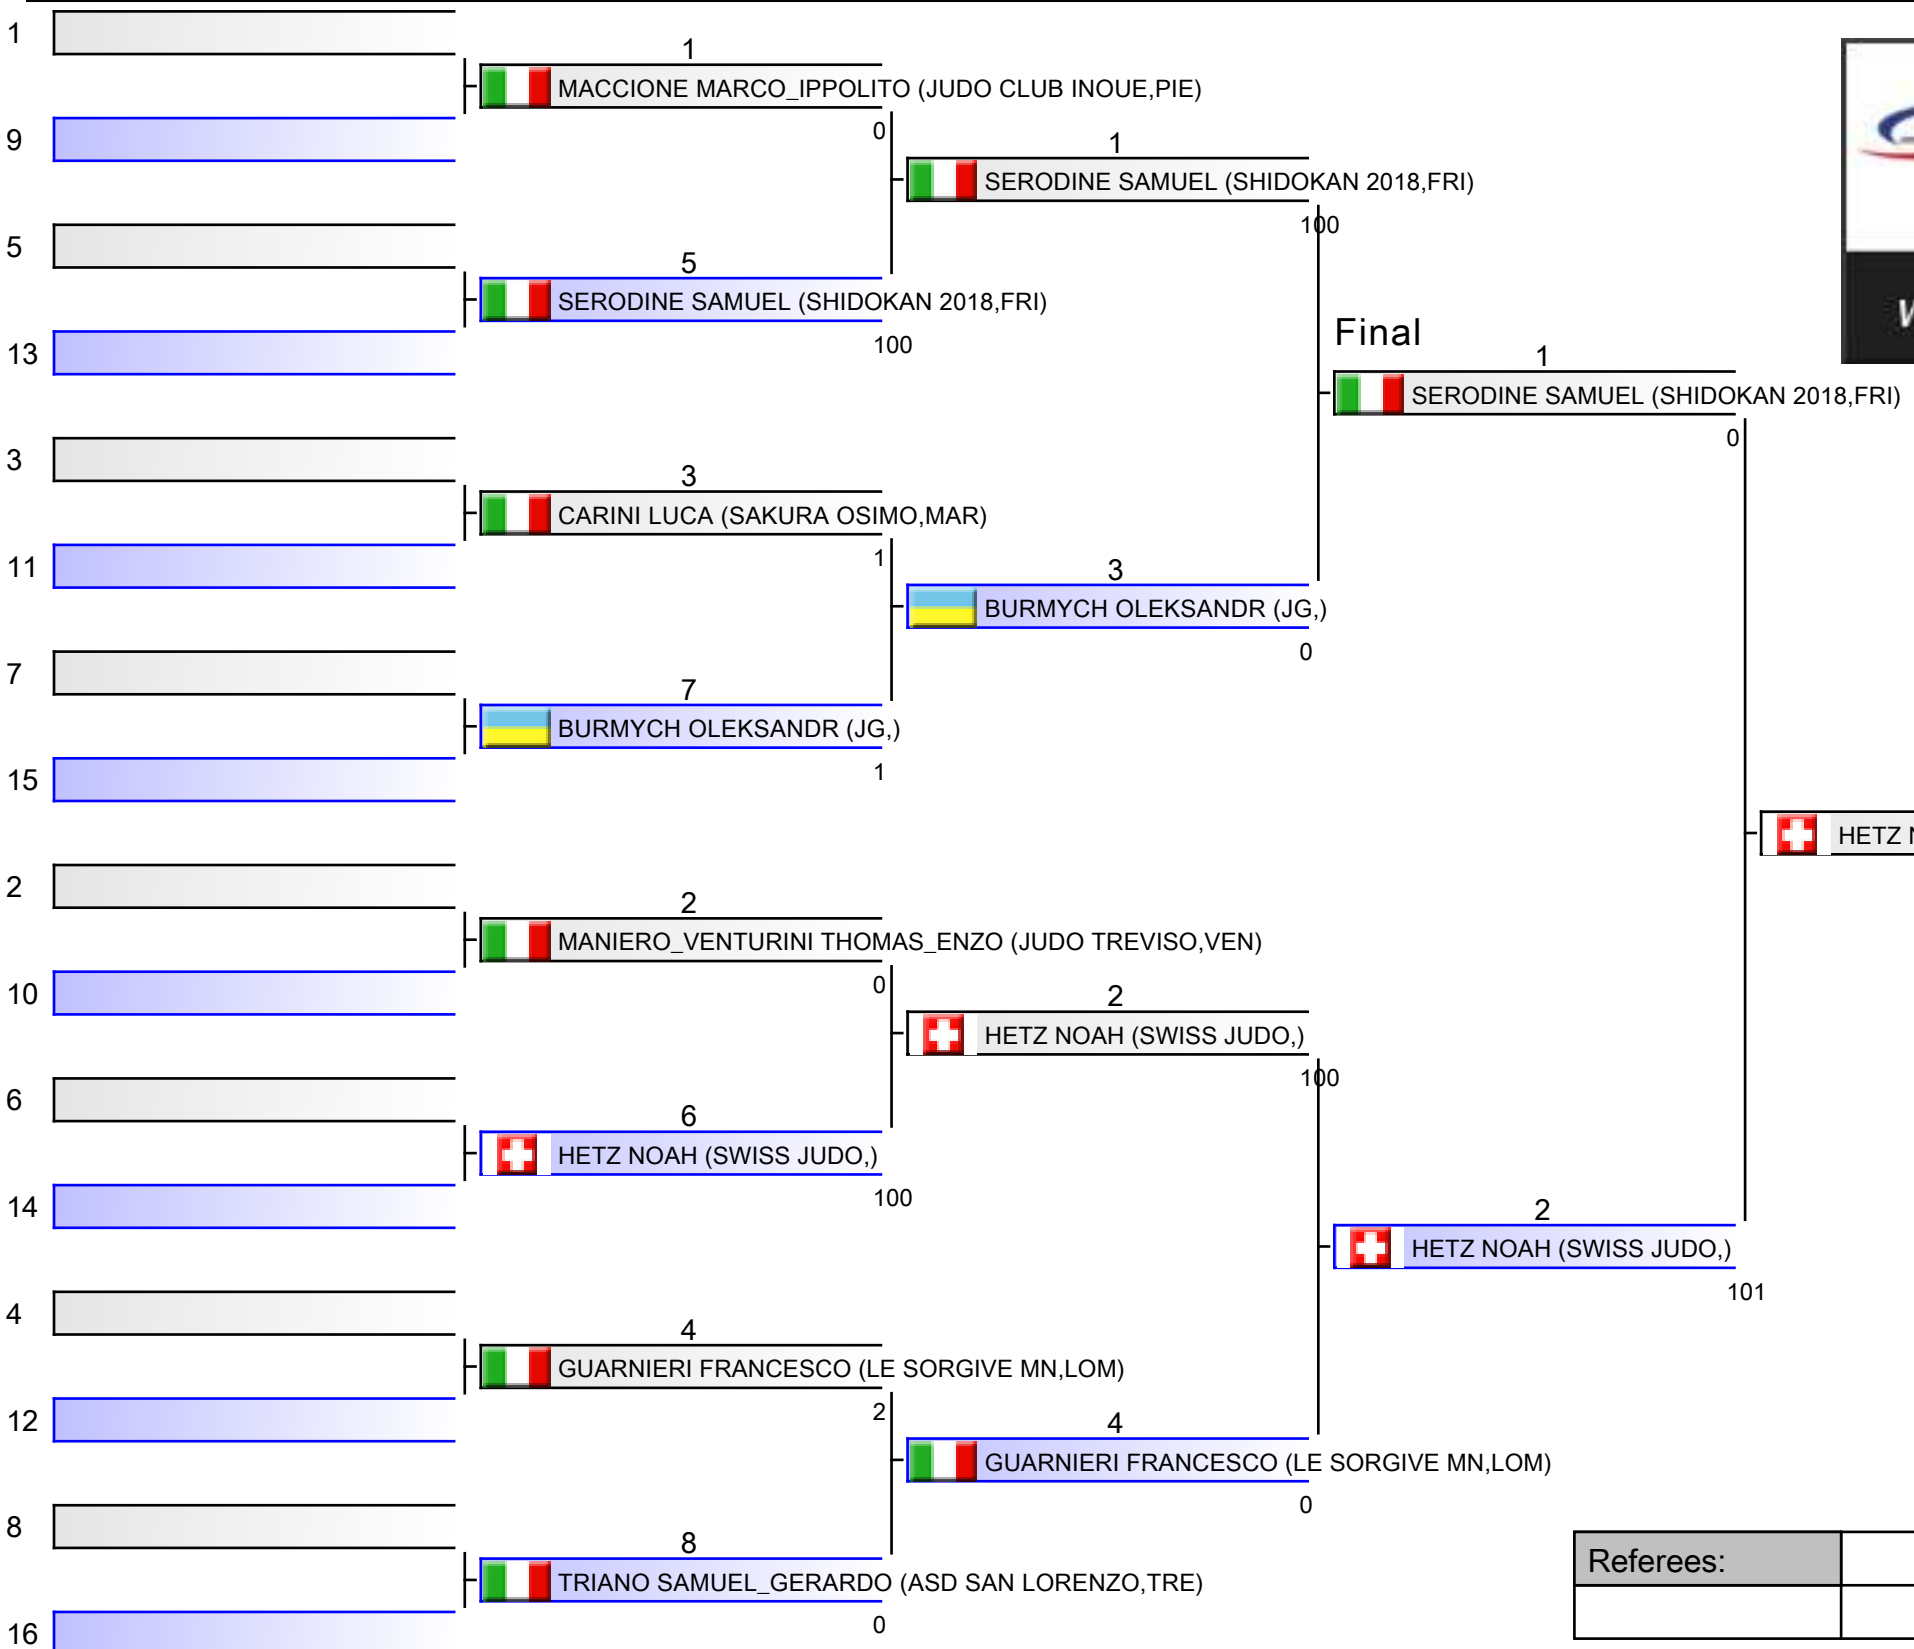 1
9
5
13
3
11
7
15
2
10
6
14
4
12
8
16
1
MACCIONE MARCO_IPPOLITO (JUDO CLUB INOUE,PIE)
0
5
SERODINE SAMUEL (SHIDOKAN 2018,FRI)
100
3
CARINI LUCA (SAKURA OSIMO,MAR)
1
7
BURMYCH OLEKSANDR (JG,)
1
2
MANIERO_VENTURINI THOMAS_ENZO (JUDO TREVISO,VEN)
0
6
HETZ NOAH (SWISS JUDO,)
100
4
GUARNIERI FRANCESCO (LE SORGIVE MN,LOM)
2
8
TRIANO SAMUEL_GERARDO (ASD SAN LORENZO,TRE)
0
1
SERODINE SAMUEL (SHIDOKAN 2018,FRI)
100
3
BURMYCH OLEKSANDR (JG,)
0
2
HETZ NOAH (SWISS JUDO,)
100
4
GUARNIERI FRANCESCO (LE SORGIVE MN,LOM)
0
Final
1
SERODINE SAMUEL (SHIDOKAN 2018,FRI)
0
2
HETZ NOAH (SWISS JUDO,)
101
HETZ
Referees: